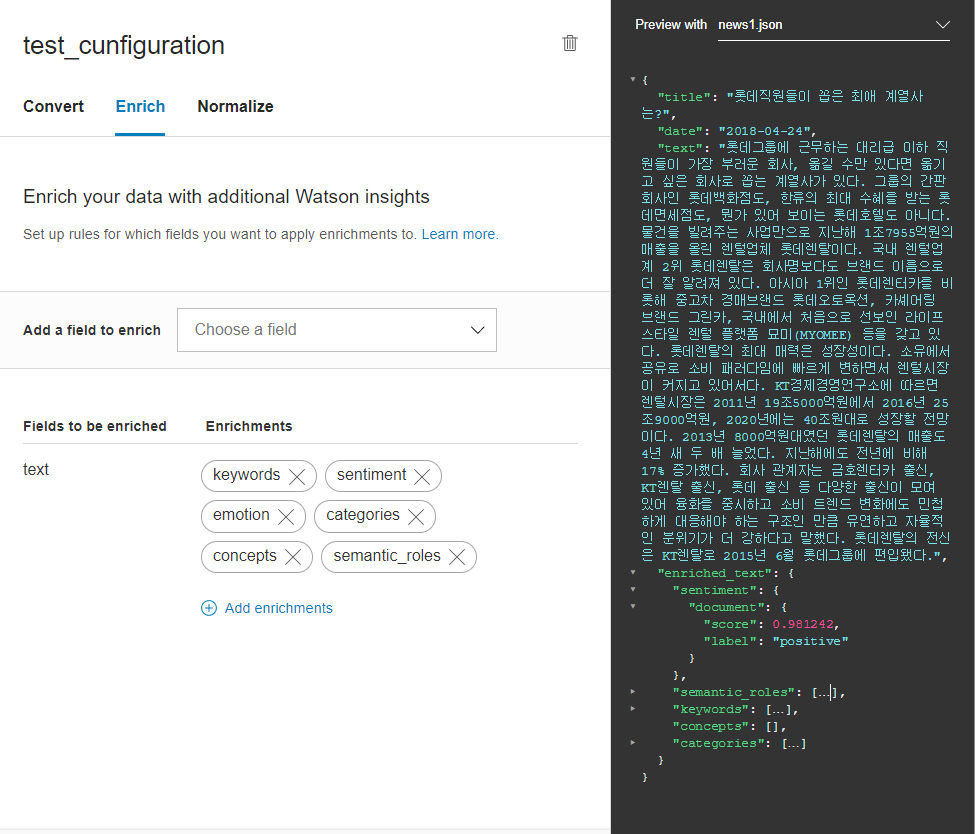 test_cunfiguration
Convert
Enrich
Normalize
Enrich your data with additional Watson insights
Set up rules for which fields you want to apply enrichments to. Learn more.
Add a field to enrich
Choose a field
Fields to be enriched
Enrichments
text
keywords
sentiment
emotion
categories
concepts
semantic_roles
Add enrichments
Preview with
news1.json
{
"title": "롯데직원들이 꼽은 최애 계열사
는?",
"date": "2018-04-24",
"text": "롯데그룹에 근무하는 대리급 이하 직
원들이 가장 부러운 회사, 옮길 수만 있다면 옮기
고 싶은 회사로 꼽는 계열사가 있다. 그룹의 간판
회사인 롯데백화점도, 한류의 최대 수혜를 받는 롯
데면세점도, 뭔가 있어 보이는 롯데호텔도 아니다.
물건을 빌려주는 사업만으로 지난해 1조7955억원의
매출을 올린 렌털업체 롯데렌탈이다. 국내 렌털업
계 2위 롯데렌탈은 회사명보다도 브랜드 이름으로
더 잘 알려져 있다. 아시아 1위인 롯데렌터카를 비
롯해 중고차 경매브랜드 롯데오토옥션, 카셰어링
브랜드 그린카, 국내에서 처음으로 선보인 라이프
스타일 렌털 플랫폼 묘미(MYOMEE) 등을 갖고 있
다. 롯데렌탈의 최대 매력은 성장성이다. 소유에서
공유로 소비 패러다임에 빠르게 변하면서 렌털시장
이 커지고 있어서다. KT경제경영연구소에 따르면
렌털시장은 2011년 19조5000억원에서 2016년 25
조9000억원, 2020년에는 40조원대로 성장할 전망
이다. 2013년 8000억원대였던 롯데렌탈의 매출도
4년 새 두 배 늘었다. 지난해에도 전년에 비해
17% 증가했다. 회사 관계자는 금호렌터카 출신,
KT렌탈 출신, 롯데 출신 등 다양한 출신이 모여
있어 융화를 중시하고 소비 트렌드 변화에도 민첩
하게 대응해야 하는 구조인 만큼 유연하고 자율적
인 분위기가 더 강하다고 말했다. 롯데렌탈의 전신
은 KT렌탈로 2015년 6월 롯데그룹에 편입됐다.",
"enriched_text": {
"sentiment": {
"document": {
"score": 0.981242,
"label": "positive"
}
},
"semantic_roles": [...],
"keywords": [...],
"concepts": [],
"categories": [...]
}
}